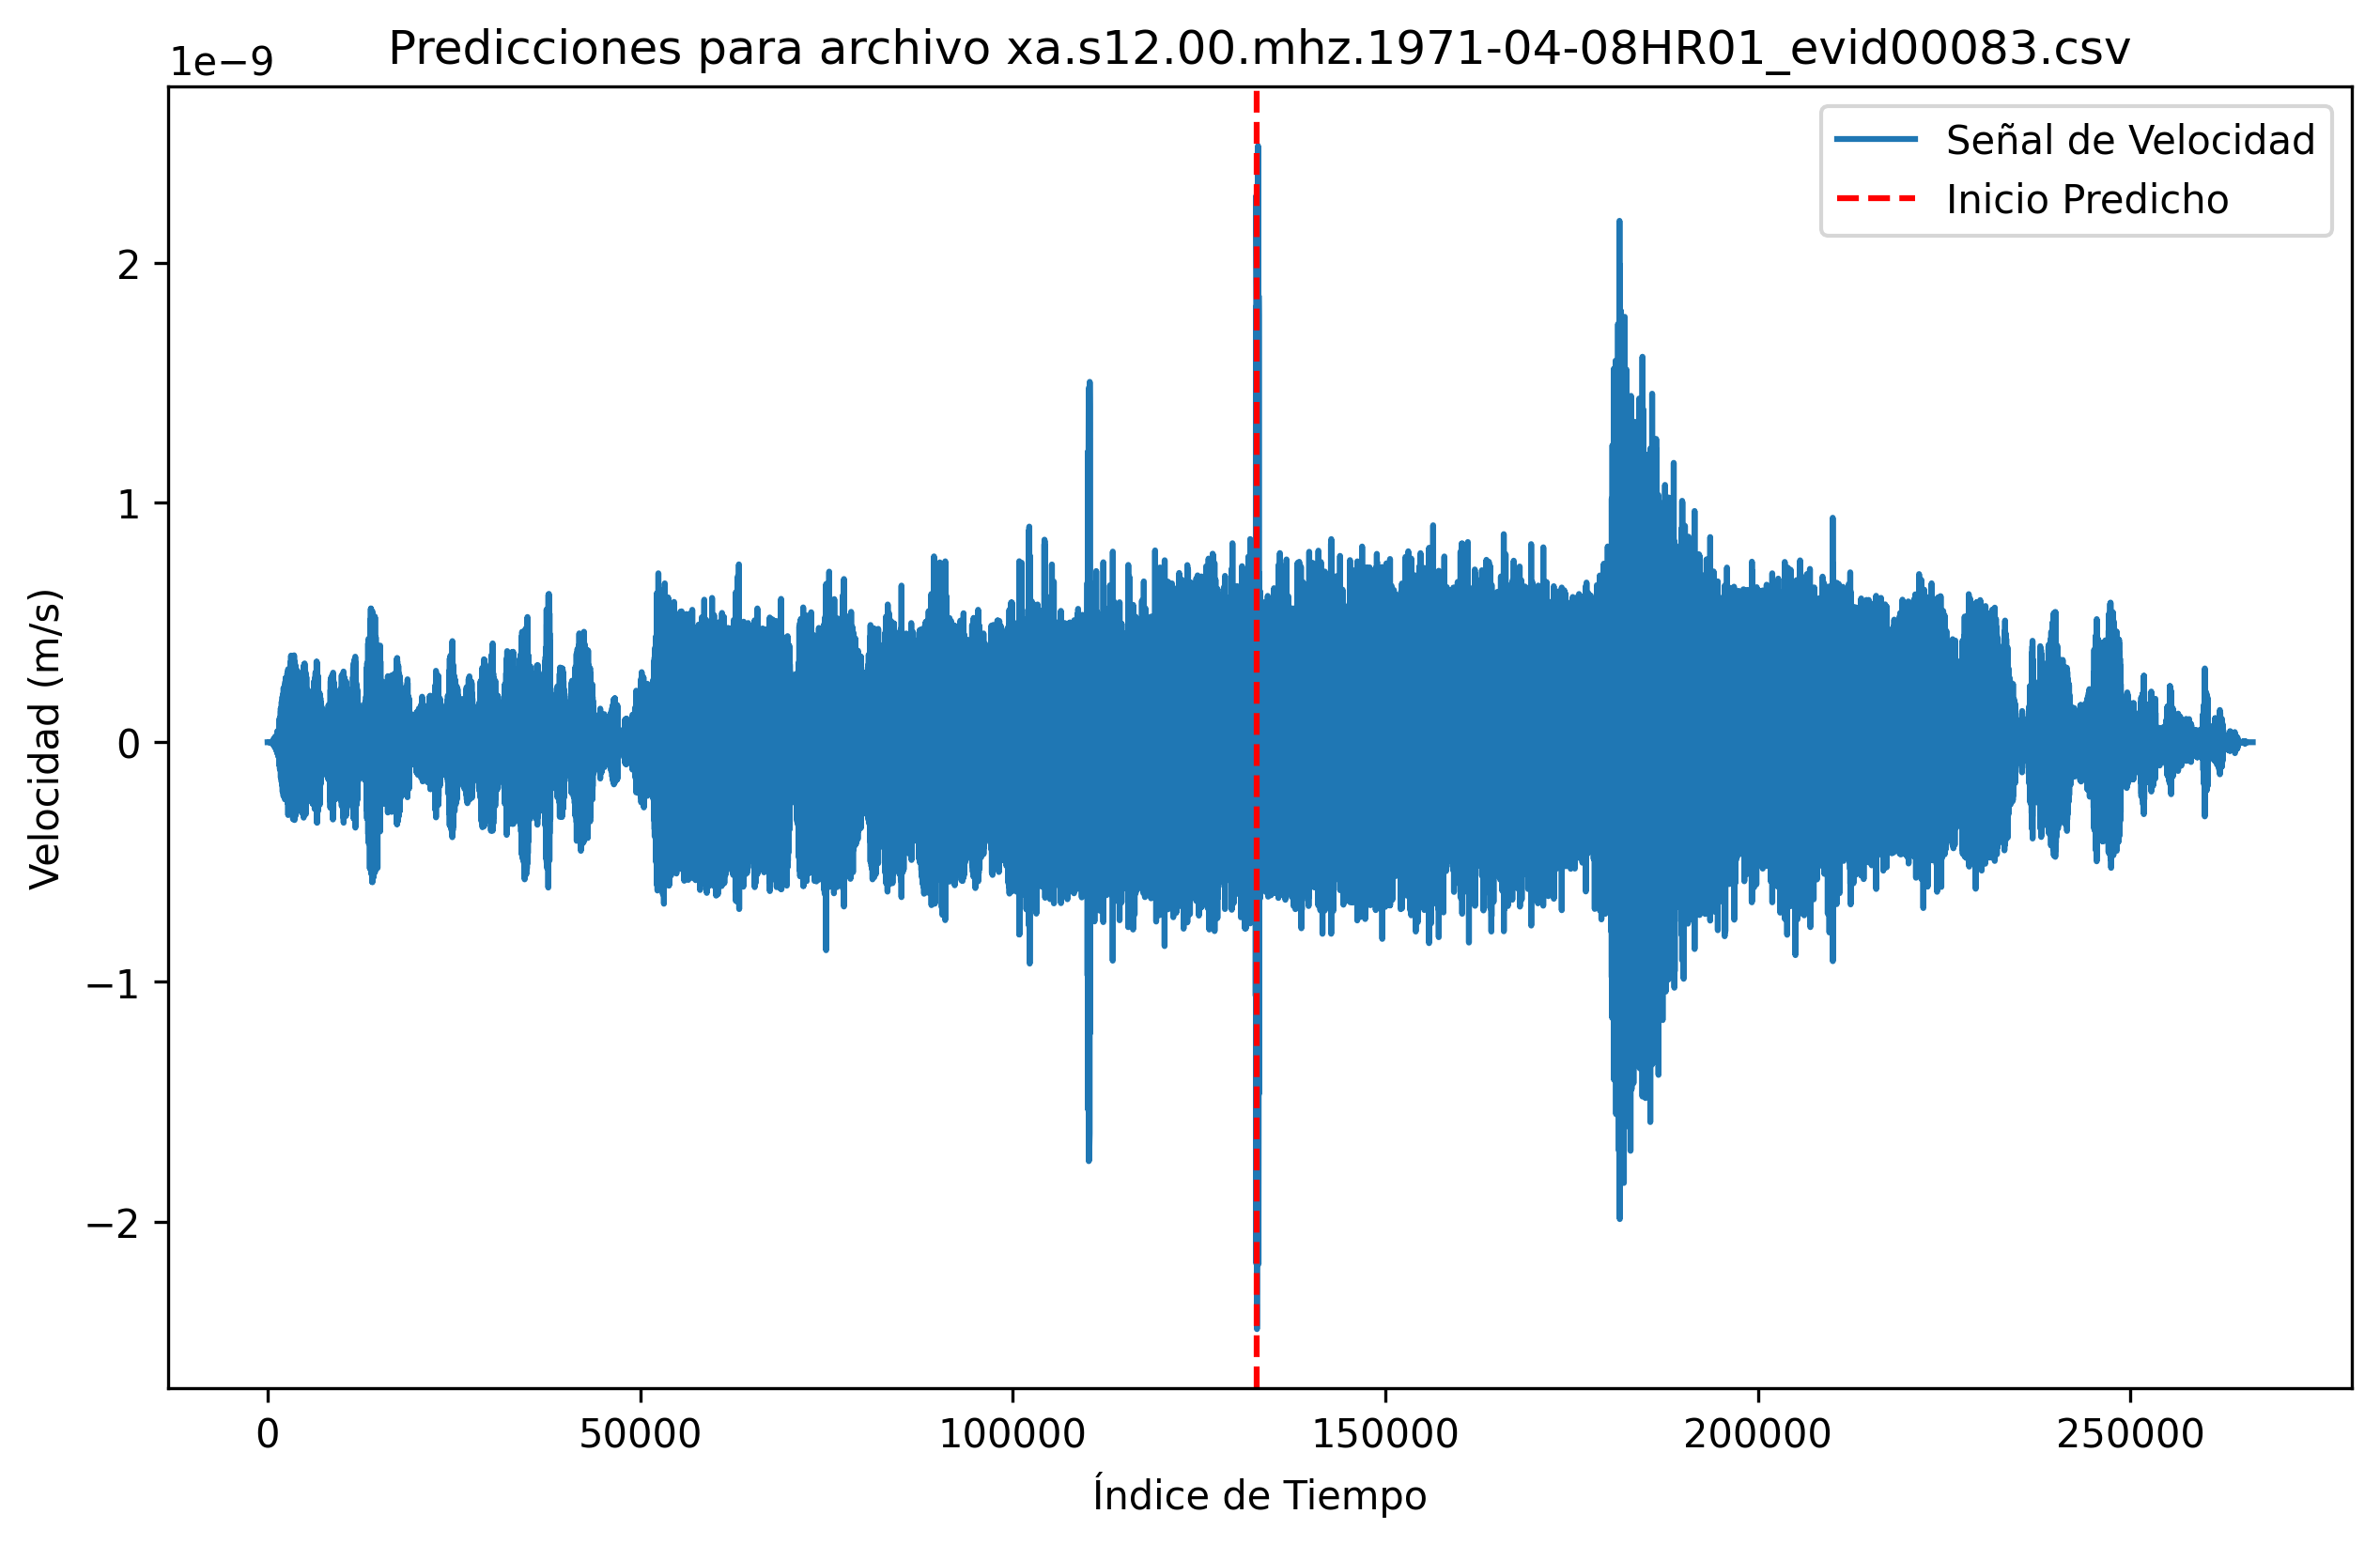 Predicciones para archivo xa.s12.00.mhz.1971-04-08HR01_evid00083.csv
1e−9
Señal de Velocidad
Inicio Predicho
2
1
0
−1
−2
Velocidad (m/s)
0
50000
100000
150000
200000
250000
Índice de Tiempo